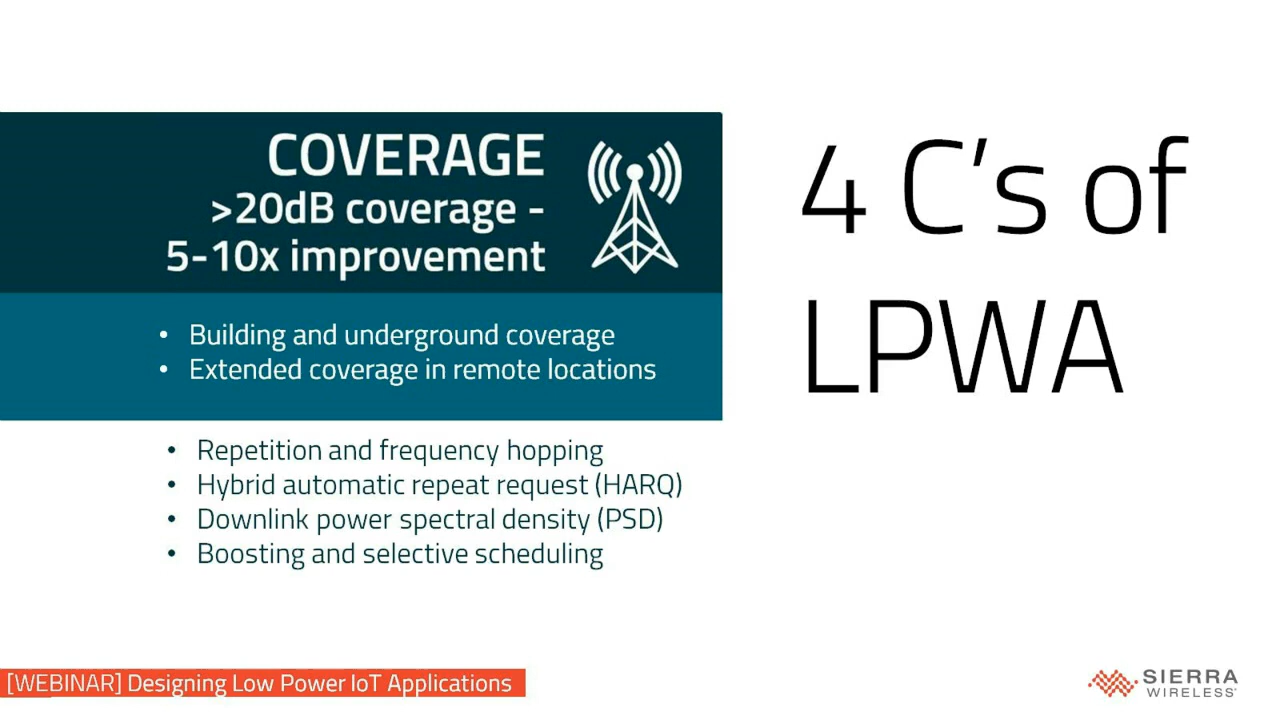 COVERAGE
>20dB coverage -
5-10x improvement
• Building and underground coverage
• Extended coverage in remote locations
• Repetition and frequency hopping
• Hybrid automatic repeat request (HARQ)
• Downlink power spectral density (PSD)
• Boosting and selective scheduling
4 C's of
LPWA
[WEBINAR] Designing Low Power IoT Applications
SIERRA
WIRELESS